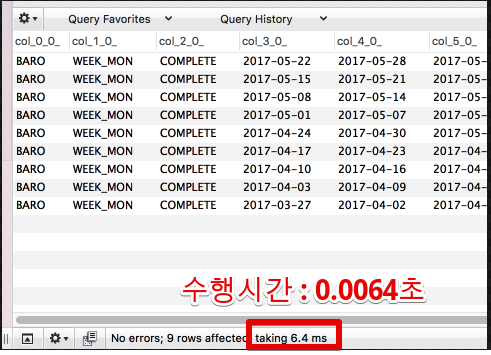 Query Favorites Query History
col_0_0_ col_1_0_ col_2_0_ col_3_0_ col_4_0_ col_5_0_
BARO WEEK_MON COMPLETE 2017-05-22 2017-05-28 2017-05-
BARO WEEK_MON COMPLETE 2017-05-15 2017-05-21 2017-05-
BARO WEEK_MON COMPLETE 2017-05-08 2017-05-14 2017-05-
BARO WEEK_MON COMPLETE 2017-05-01 2017-05-07 2017-05-
BARO WEEK_MON COMPLETE 2017-04-24 2017-04-30 2017-05-
BARO WEEK_MON COMPLETE 2017-04-17 2017-04-23 2017-04-
BARO WEEK_MON COMPLETE 2017-04-10 2017-04-16 2017-04-
BARO WEEK_MON COMPLETE 2017-04-03 2017-04-09 2017-04-
BARO WEEK_MON COMPLETE 2017-03-27 2017-04-02 2017-04-
수행시간 : 0.0064초
No errors; 9 rows affected, taking 6.4 ms